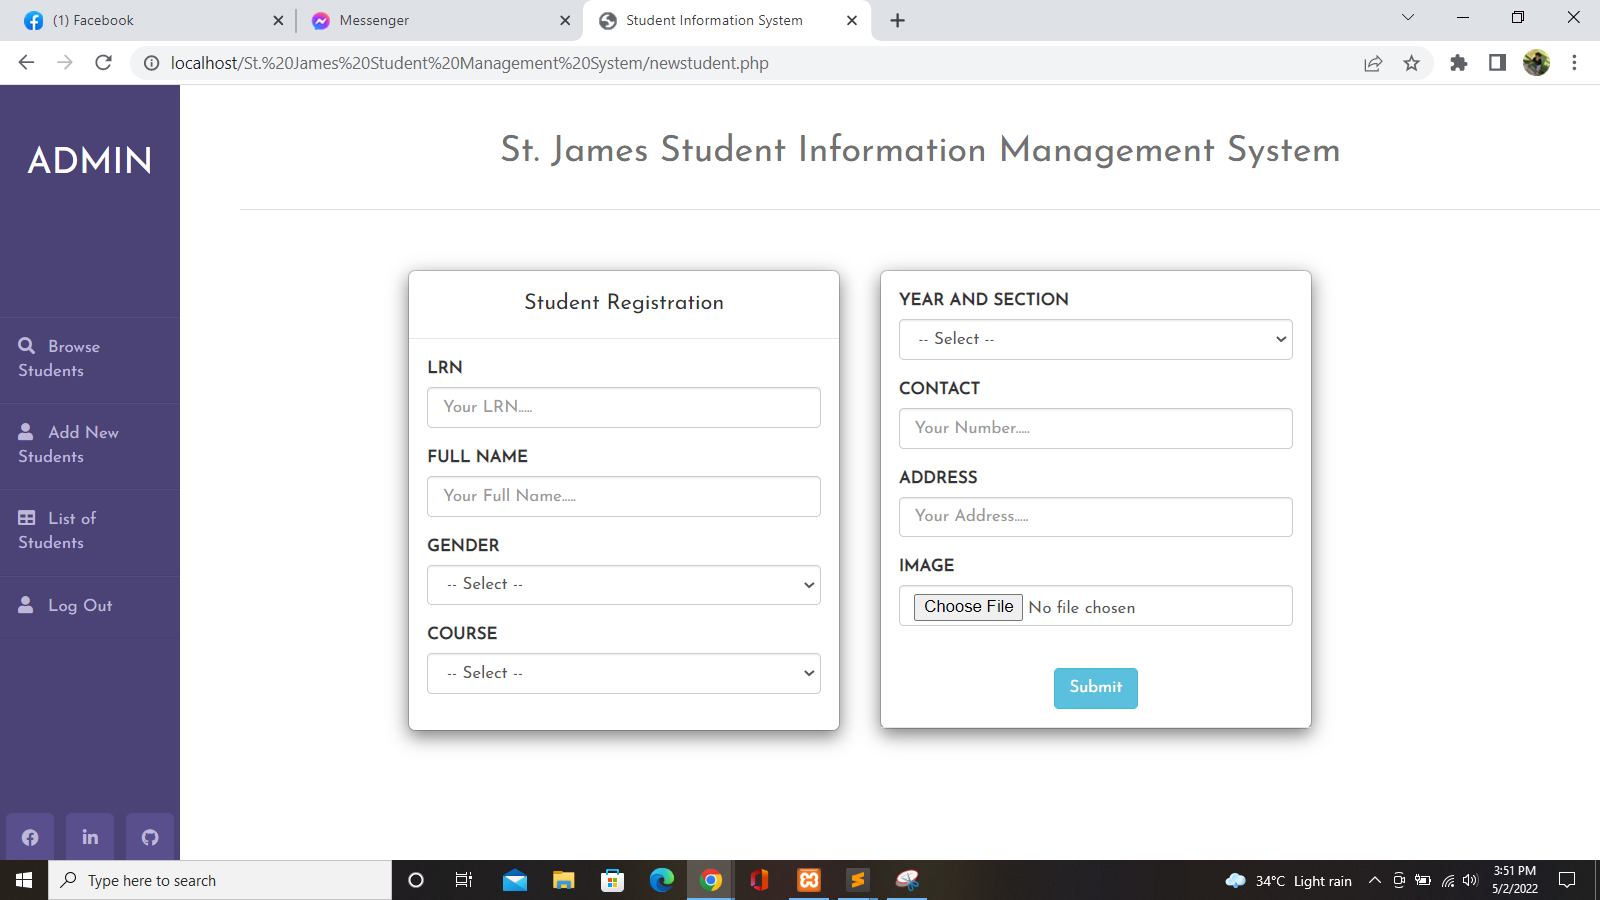 (1) Facebook
Messenger
Student Information System
localhost/St.%20James%20Student%20Management%20System/newstudent.php
ADMIN
Browse
Students
Add New
Students
List of
Students
Log Out
St. James Student Information Management System
Student Registration
LRN
Your LRN.....
FULL NAME
Your Full Name.....
GENDER
-- Select --
COURSE
-- Select --
YEAR AND SECTION
-- Select --
CONTACT
Your Number.....
ADDRESS
Your Address.....
IMAGE
Choose File No file chosen
Submit
Type here to search
34°C Light rain
3:51 PM
5/2/2022